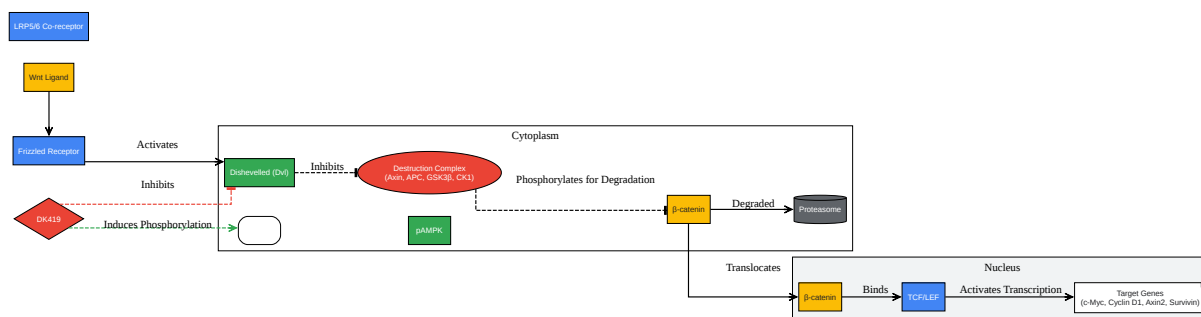 LRP5/6 Co-receptor
Wnt Ligand
Frizzled Receptor
Activates
Inhibits
DK419
Induces Phosphorylation
Cytoplasm
Dishevelled (Dvl)
Inhibits
Destruction Complex
(Axin, APC, GSK3β, CK1)
Phosphorylates for Degradation
pAMPK
β-catenin
Degraded
Proteasome
Translocates
Nucleus
β-catenin
Binds
TCF/LEF
Activates Transcription
Target Genes
(c-Myc, Cyclin D1, Axin2, Survivin)